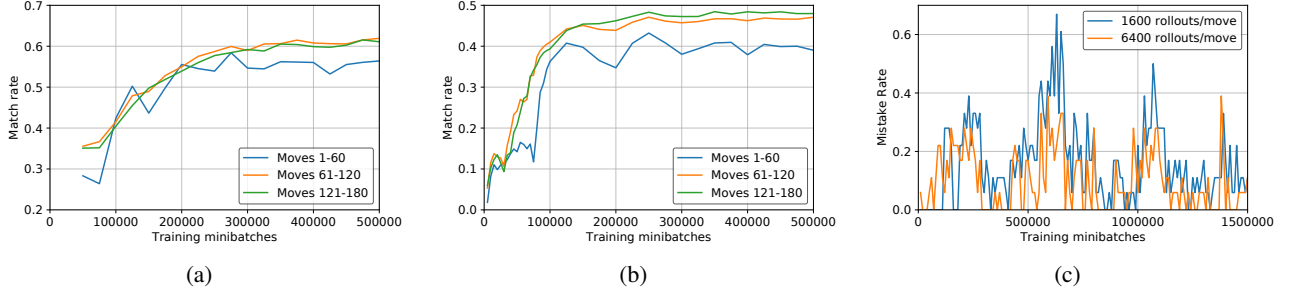 0.7
0.6
0.5
0.4
0.3
0.2
Match rate
Moves 1-60
Moves 61-120
Moves 121-180
0 100000 200000 300000 400000 500000
Training minibatches
(a)
0.5
0.4
0.3
0.2
0.1
0.0
Match rate
Moves 1-60
Moves 61-120
Moves 121-180
0 100000 200000 300000 400000 500000
Training minibatches
(b)
0.6
0.4
0.2
0.0
Mistake Rate
1600 rollouts/move
6400 rollouts/move
0 500000 1000000 1500000
Training minibatches
(c)